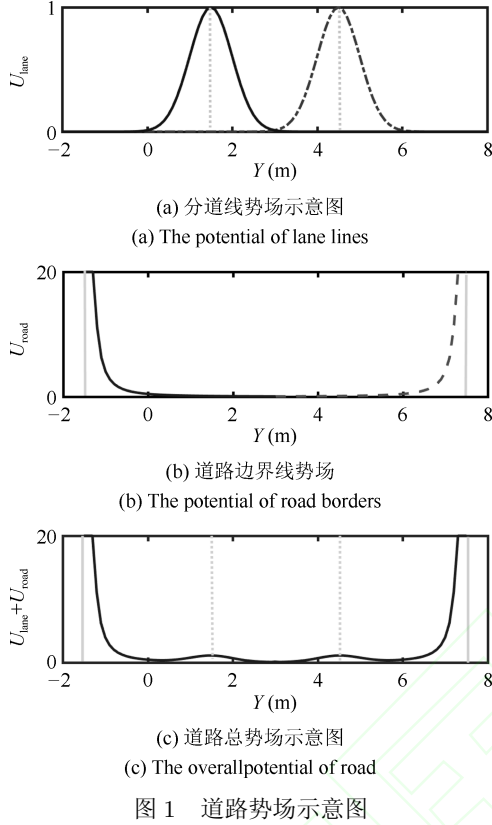 1
U_lane
0
−2 0 2 4 6 8
Y (m)
(a) 分道线势场示意图
(a) The potential of lane lines
20
U_road
0
−2 0 2 4 6 8
Y (m)
(b) 道路边界线势场
(b) The potential of road borders
20
U_lane+U_road
0
−2 0 2 4 6 8
Y (m)
(c) 道路总势场示意图
(c) The overallpotential of road
图 1 道路势场示意图